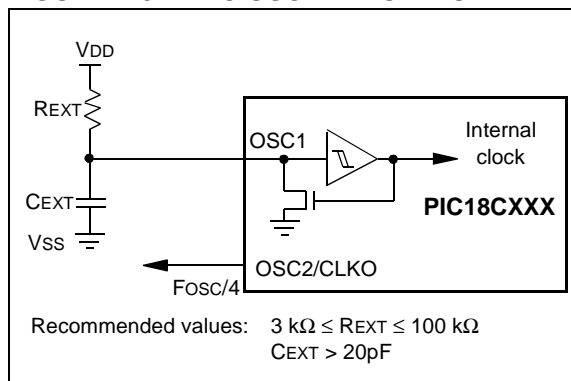 VDD
REXT
OSC1
Internal
clock
CEXT
PIC18CXXX
VSS
OSC2/CLKO
FOSC/4
Recommended values: 3 kΩ ≤ REXT ≤ 100 kΩ
CEXT > 20pF